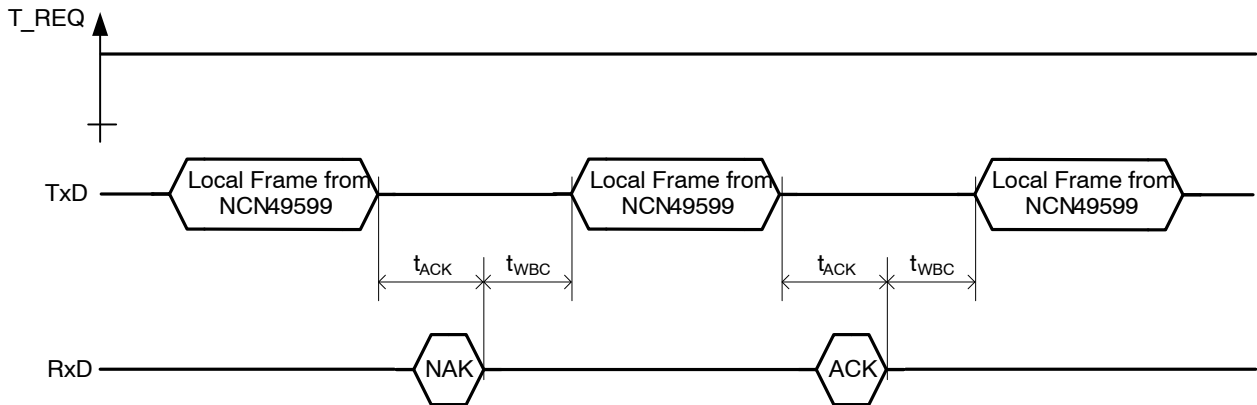 T_REQ
TxD
Local Frame from
NCN49599
Local Frame from
NCN49599
Local Frame from
NCN49599
tACK
tWBC
tACK
tWBC
RxD
NAK
ACK